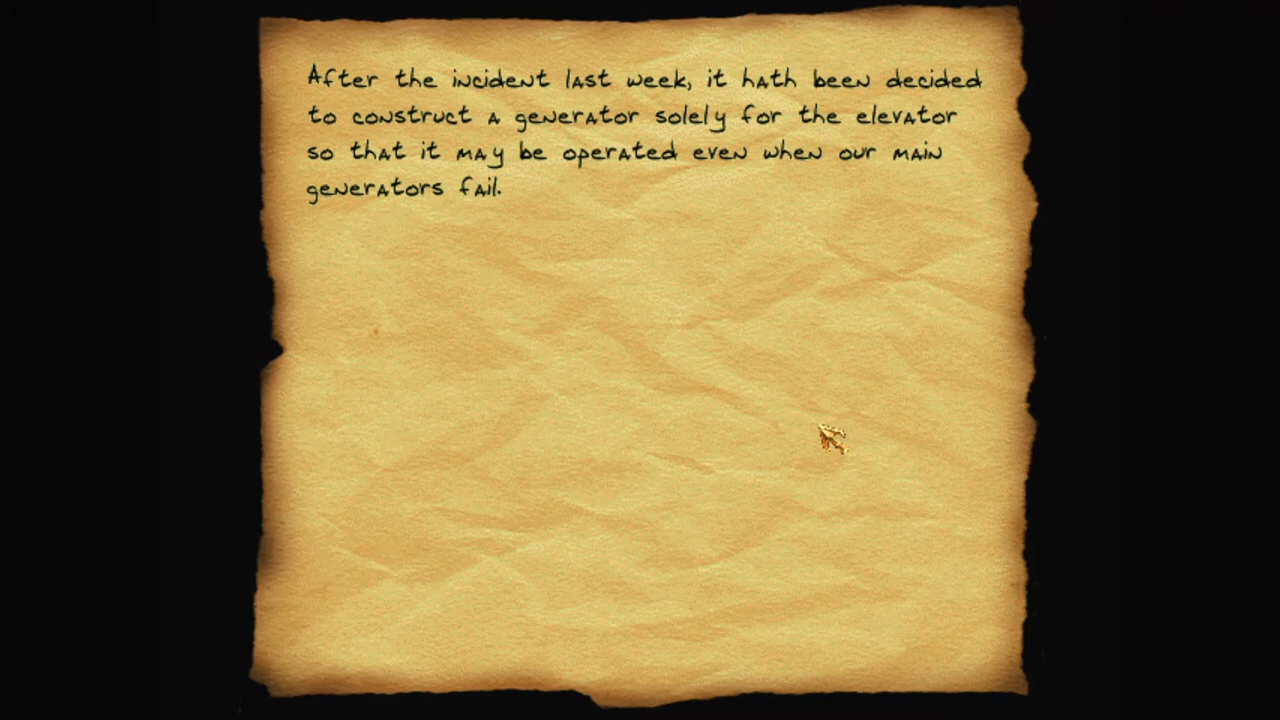 After the incident last week, it hath been decided
to construct a generator solely for the elevator
so that it may be operated even when our main
generators fail.